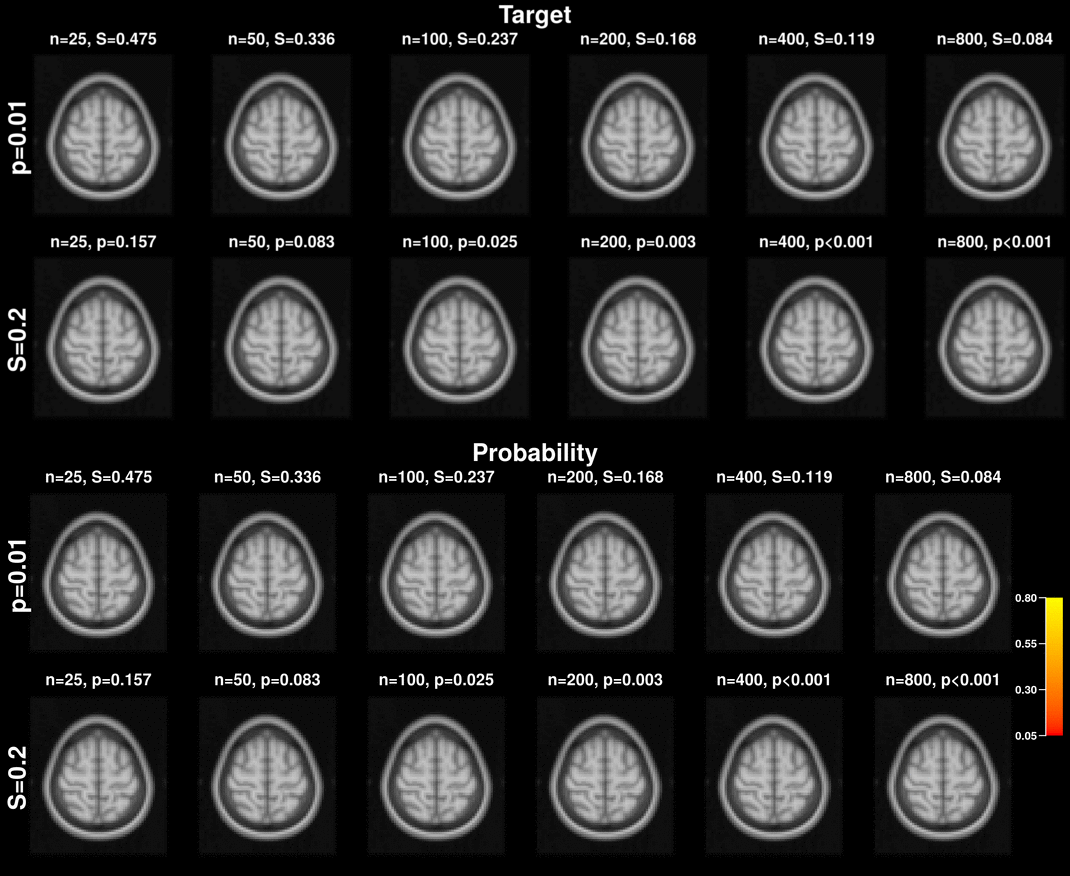 Target
n=25, S=0.475 n=50, S=0.336 n=100, S=0.237 n=200, S=0.168 n=400, S=0.119 n=800, S=0.084
p=0.01
n=25, p=0.157 n=50, p=0.083 n=100, p=0.025 n=200, p=0.003 n=400, p<0.001 n=800, p<0.001
S=0.2
Probability
n=25, S=0.475 n=50, S=0.336 n=100, S=0.237 n=200, S=0.168 n=400, S=0.119 n=800, S=0.084
p=0.01
0.80
0.55
n=25, p=0.157 n=50, p=0.083 n=100, p=0.025 n=200, p=0.003 n=400, p<0.001 n=800, p<0.001
0.30
0.05
S=0.2